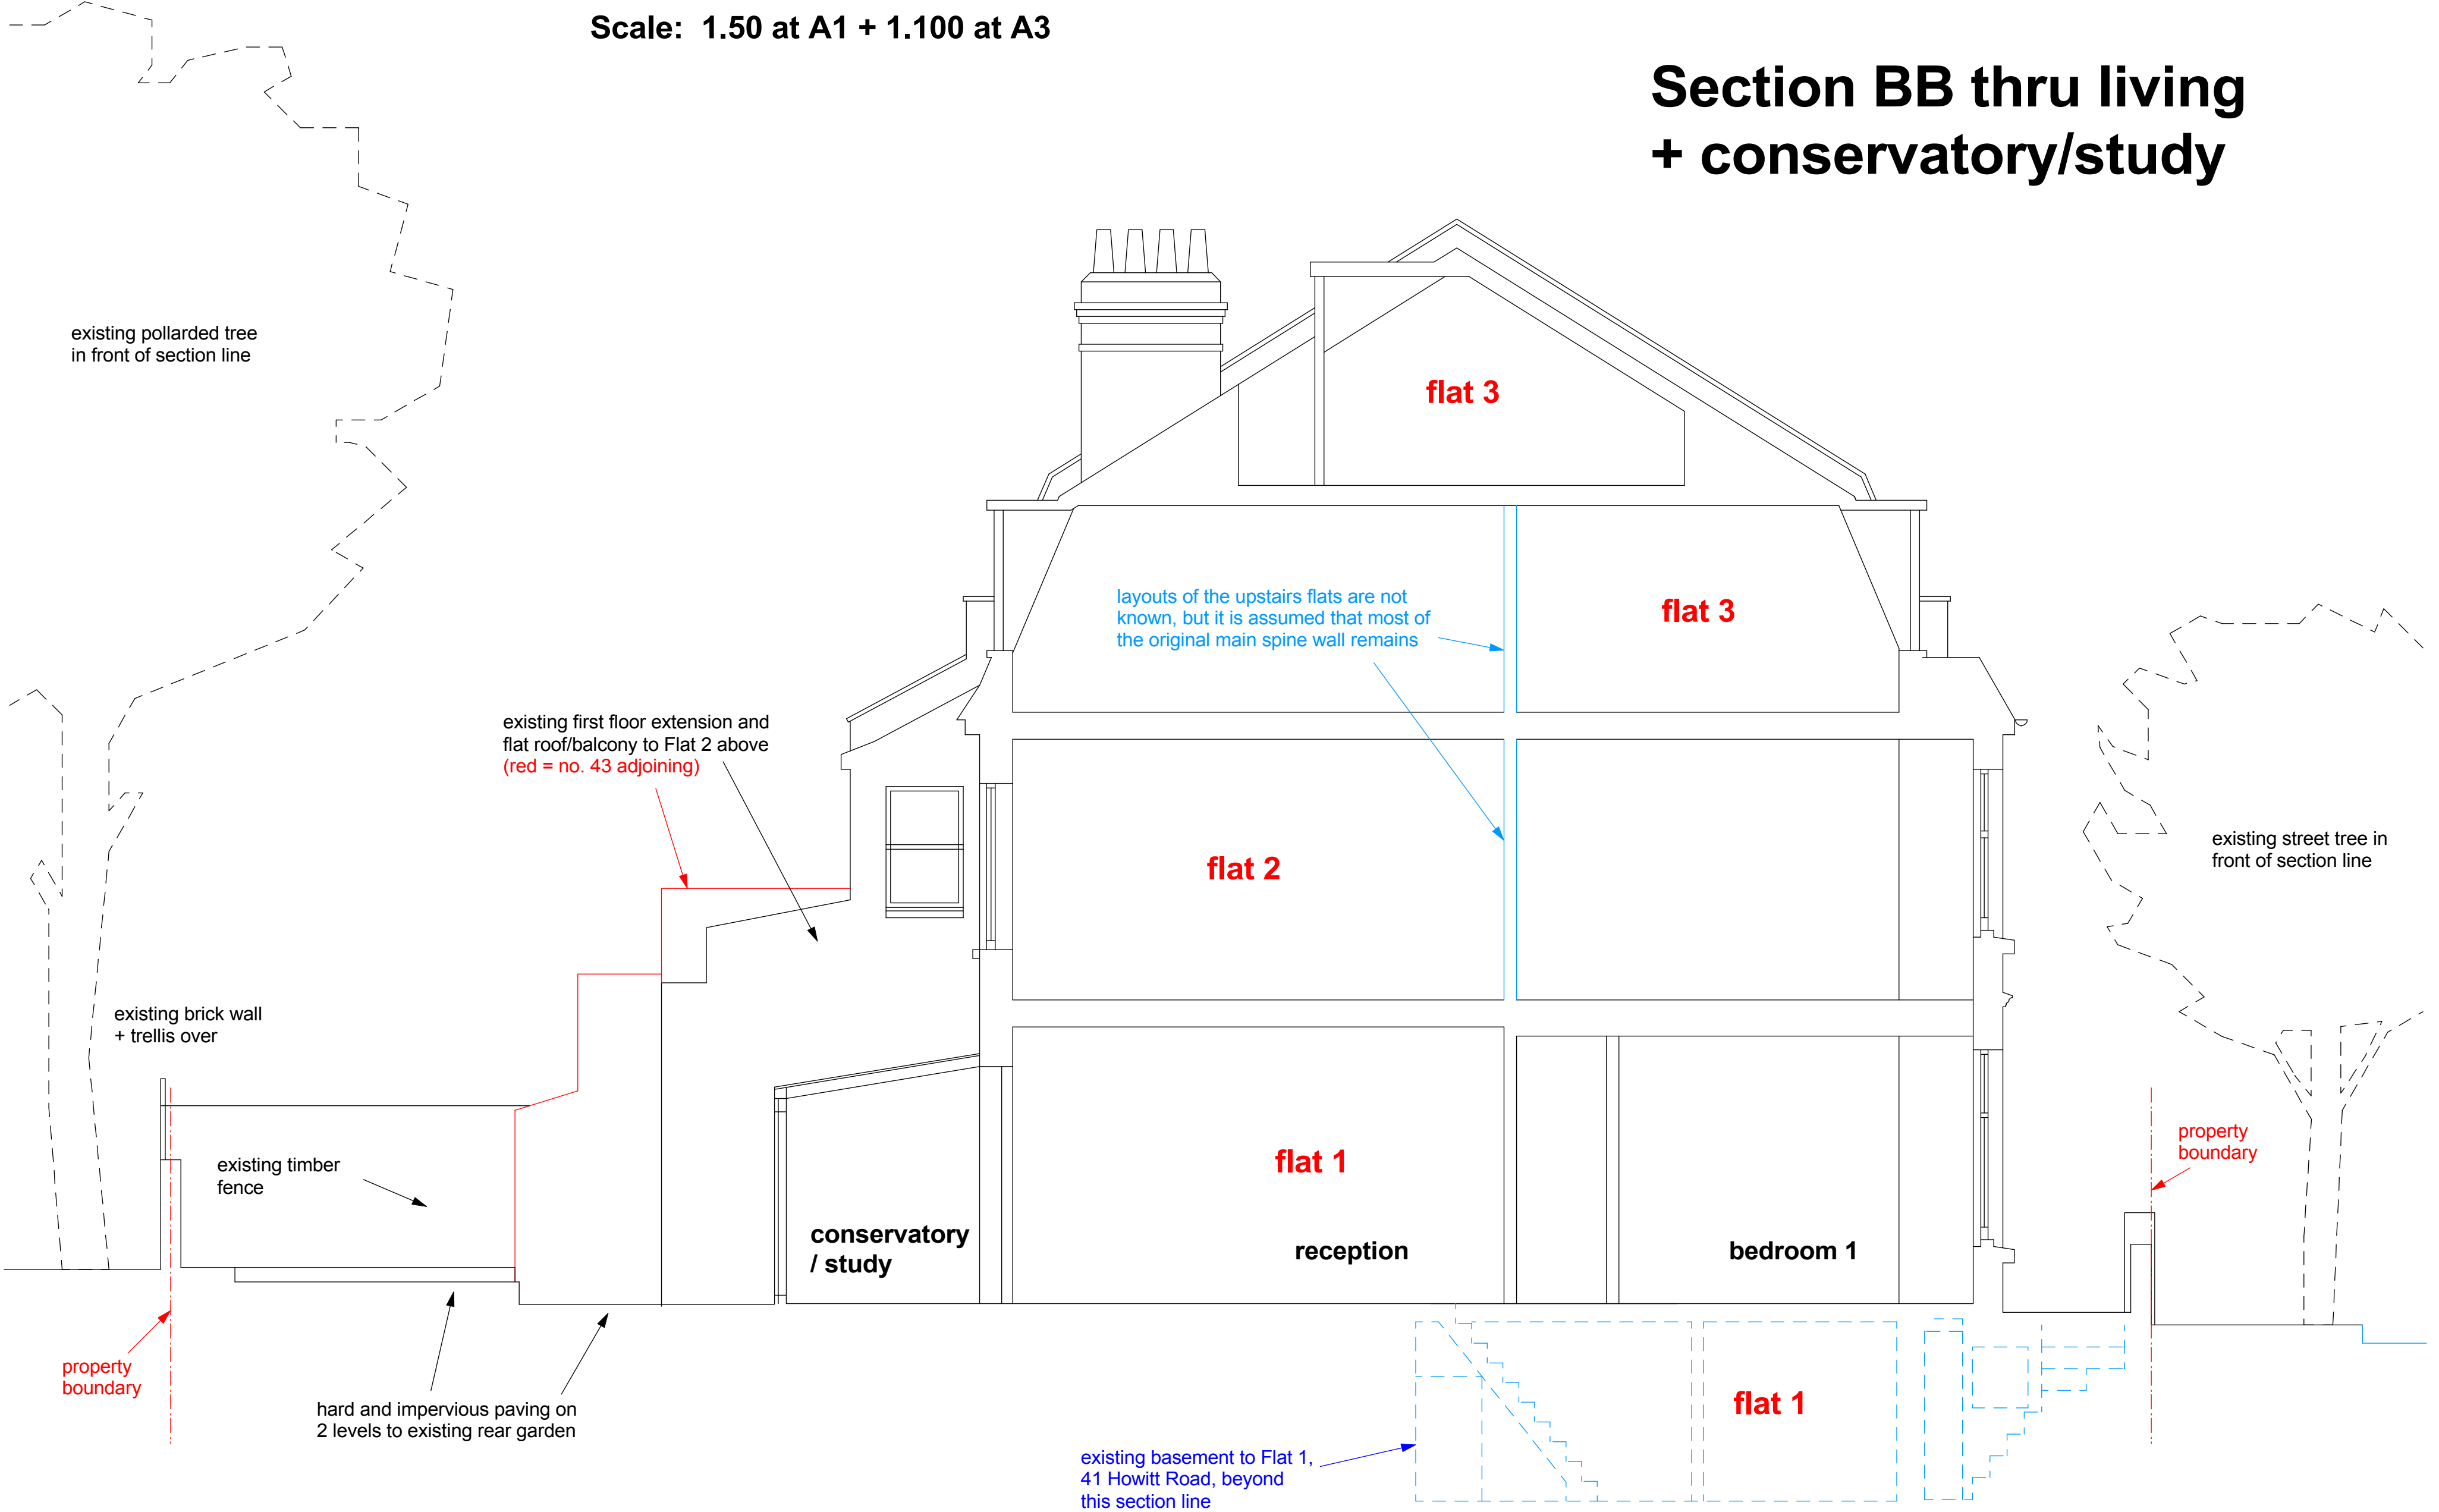 Scale:  1.50 at A1 + 1.100 at A3
Section BB thru living
+ conservatory/study
existing pollarded tree
in front of section line
flat 3
layouts of the upstairs flats are not
known, but it is assumed that most of
the original main spine wall remains
flat 3
existing first floor extension and
flat roof/balcony to Flat 2 above
(red = no. 43 adjoining)
flat 2
existing street tree in
front of section line
existing brick wall
+ trellis over
existing timber
fence
flat 1
property
boundary
conservatory
/ study
reception
bedroom 1
property
boundary
hard and impervious paving on
2 levels to existing rear garden
flat 1
existing basement to Flat 1,
41 Howitt Road, beyond
this section line